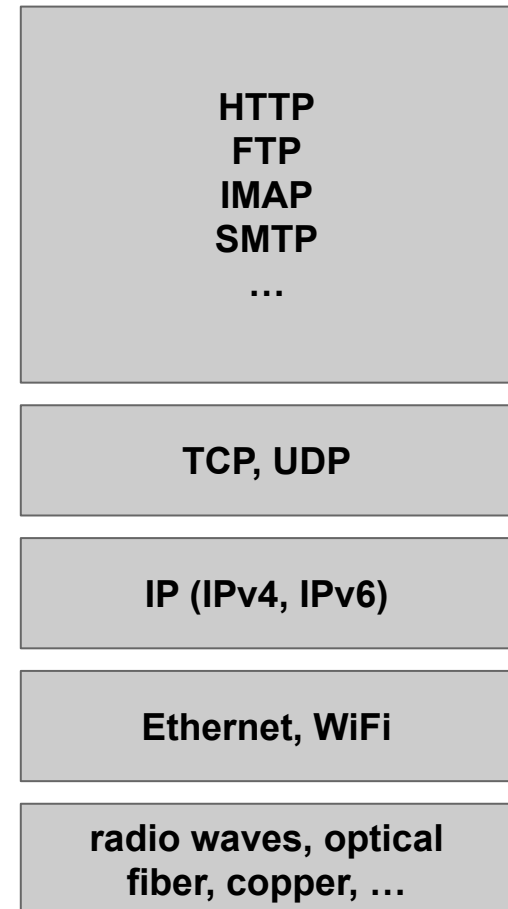 HTTP
FTP
IMAP
SMTP
…
TCP, UDP
IP (IPv4, IPv6)
Ethernet, WiFi
radio waves, optical
fiber, copper, …